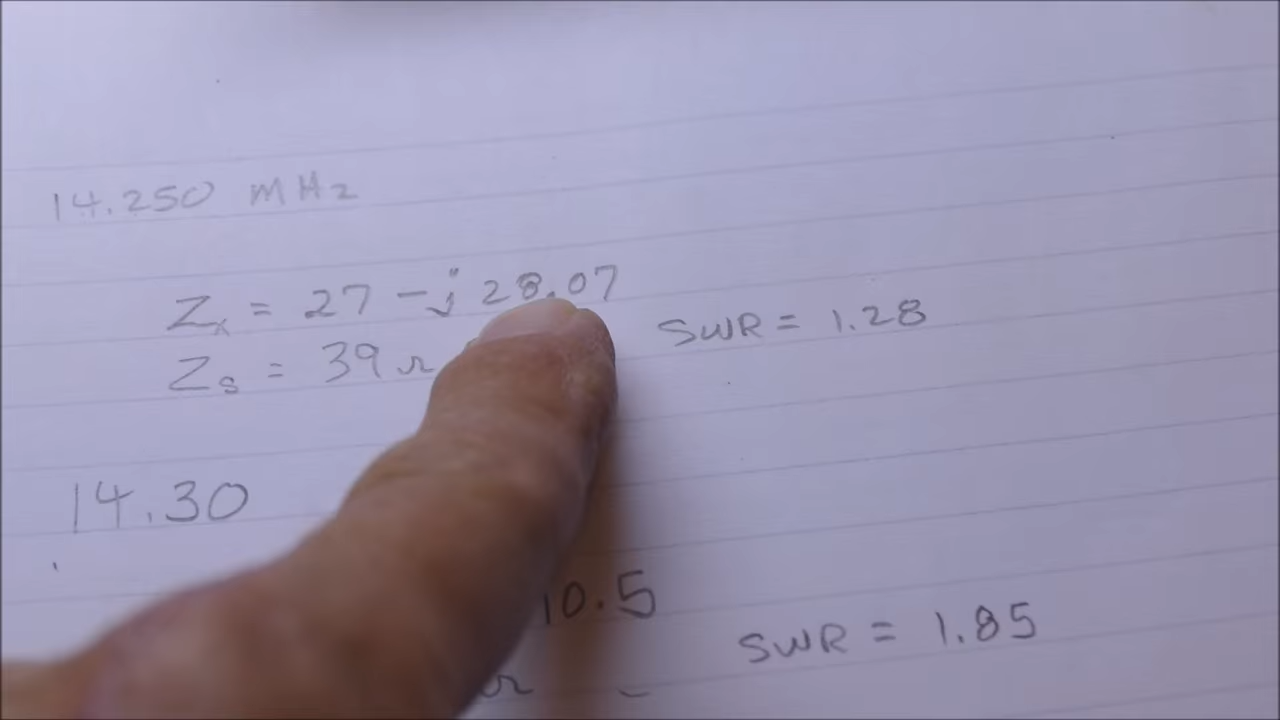 14.250 MHz
Zx = 27 - j 28.07
SWR = 1.28
Zs = 39 Ω
14.30
10.5
SWR = 1.85
Ω